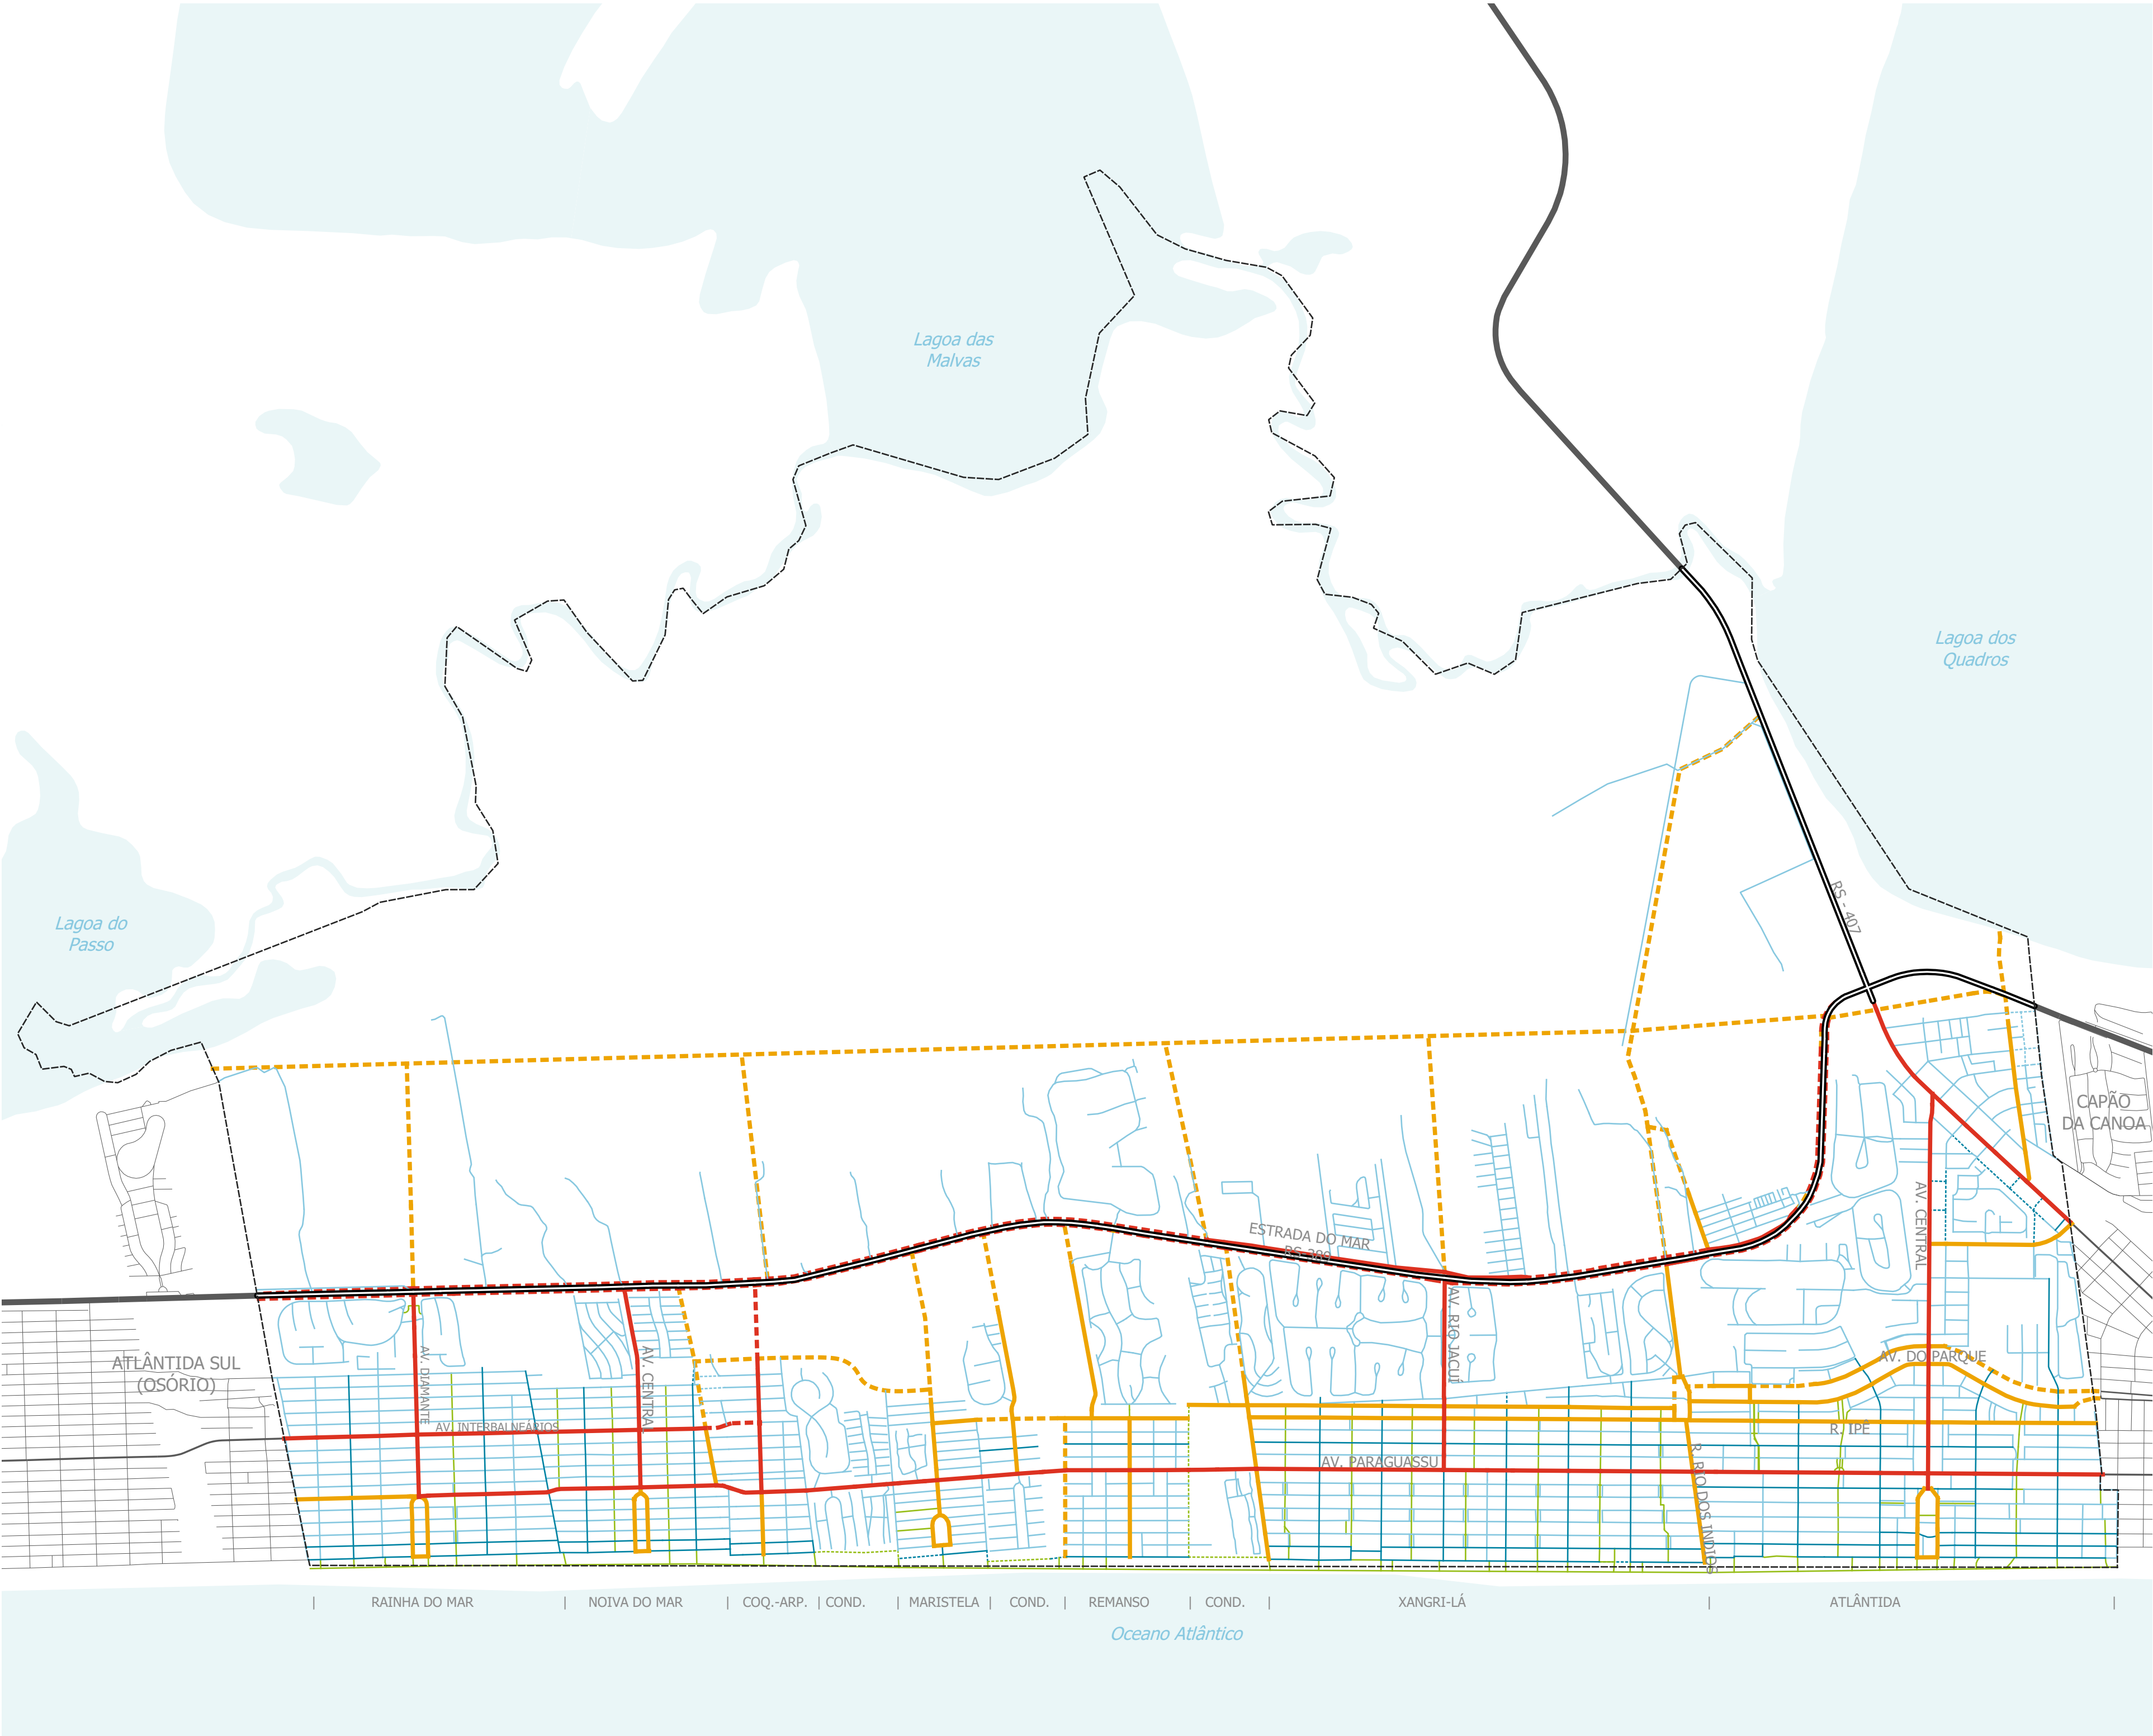 Lagoa das
Malvas
Lagoa dos
Quadros
Lagoa do
Passo
RS - 407
CAPÃO
DA CANOA
AV. CENTRAL
ESTRADA DO MAR
RS-389
AV. RIO JACUÍ
ATLÂNTIDA SUL
(OSÓRIO)
AV. DIAMANTE
AV. CENTRAL
AV. DO PARQUE
AV. INTERBALNEÁRIOS
R. IPÊ
AV. PARAGUASSU
R. RIO DOS INDIOS
| RAINHA DO MAR | NOIVA DO MAR | COQ.-ARP. | COND. | MARISTELA | COND. | REMANSO | COND. | XANGRI-LÁ | ATLÂNTIDA |
Oceano Atlântico